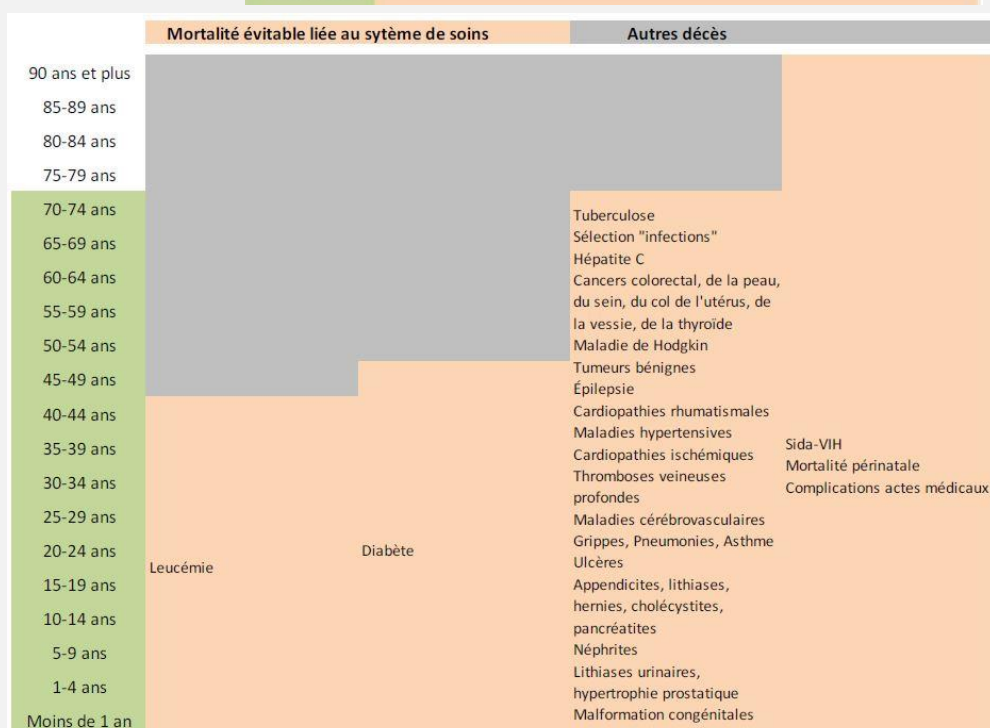 Mortalité évitable liée au sytème de soins
Autres décès
90 ans et plus
85-89 ans
80-84 ans
75-79 ans
70-74 ans
65-69 ans
60-64 ans
55-59 ans
50-54 ans
45-49 ans
40-44 ans
35-39 ans
30-34 ans
25-29 ans
20-24 ans
15-19 ans
10-14 ans
5-9 ans
1-4 ans
Moins de 1 an
Leucémie
Diabète
Tuberculose
Sélection "infections"
Hépatite C
Cancers colorectal, de la peau,
du sein, du col de l'utérus, de
la vessie, de la thyroïde
Maladie de Hodgkin
Tumeurs bénignes
Épilepsie
Cardiopathies rhumatismales
Maladies hypertensives
Cardiopathies ischémiques
Thromboses veineuses
profondes
Maladies cérébrovasculaires
Grippes, Pneumonies, Asthme
Ulcères
Appendicites, lithiases,
hernies, cholécystites,
pancréatites
Néphrites
Lithiases urinaires,
hypertrophie prostatique
Malformation congénitales
Sida-VIH
Mortalité périnatale
Complications actes médicaux